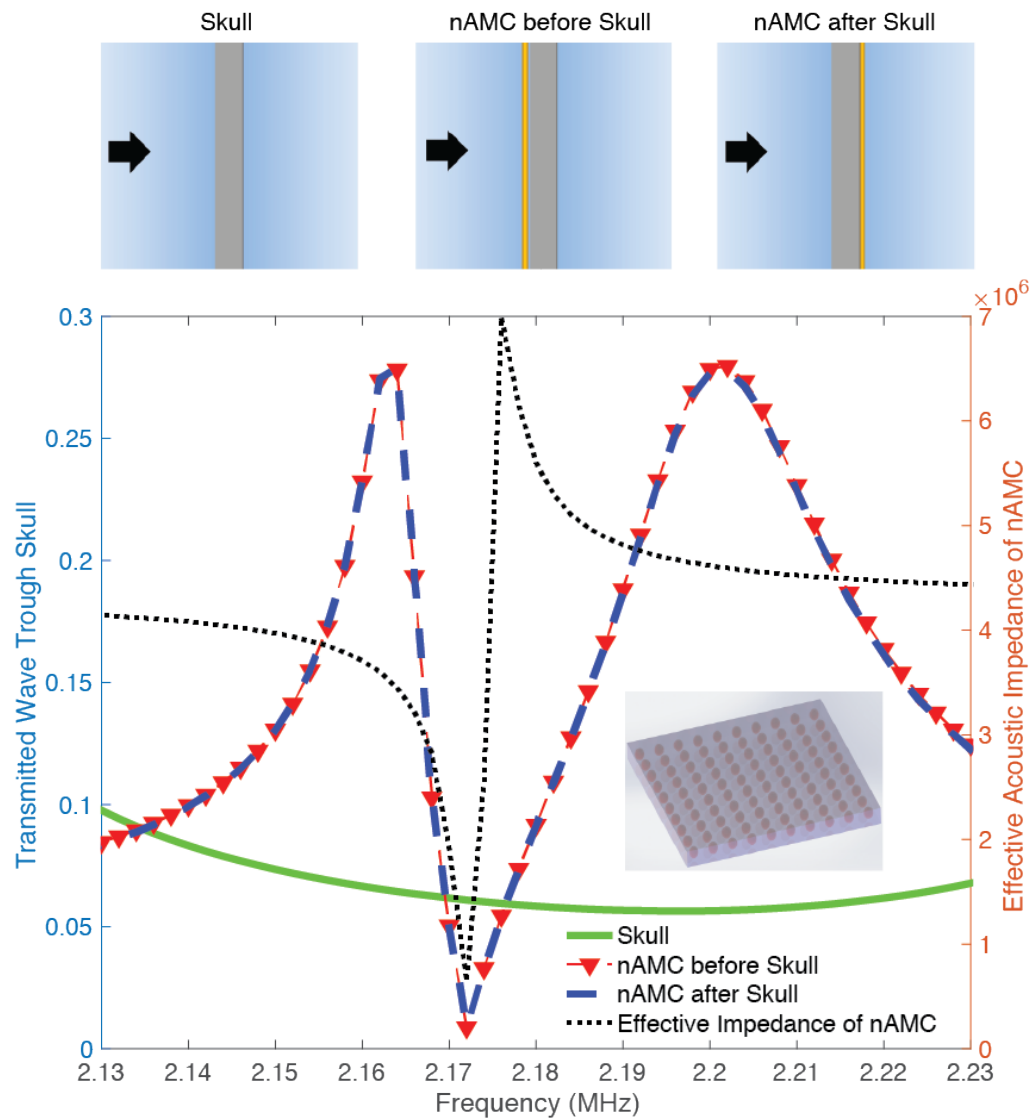 Skull
nAMC before Skull
nAMC after Skull
×10⁶
0.3
0.25
0.2
0.15
0.1
0.05
0
Transmitted Wave Trough Skull
7
6
5
4
3
2
1
0
Effective Acoustic Impedance of nAMC
Skull
nAMC before Skull
nAMC after Skull
Effective Impedance of nAMC
2.13 2.14 2.15 2.16 2.17 2.18 2.19 2.2 2.21 2.22 2.23
Frequency (MHz)